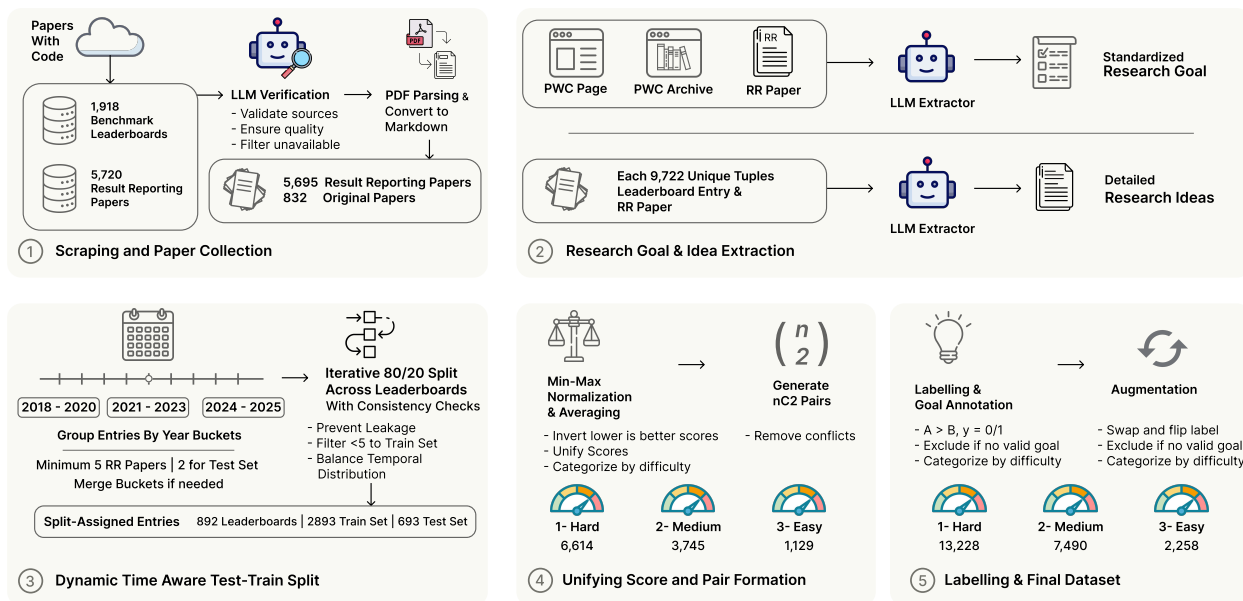 Papers
With
Code
1,918
Benchmark
Leaderboards
5,720
Result Reporting
Papers
LLM Verification
- Validate sources
- Ensure quality
- Filter unavailable
PDF
PDF Parsing &
Convert to
Markdown
5,695 Result Reporting Papers
832 Original Papers
1 Scraping and Paper Collection
PWC Page
PWC Archive
RR
RR Paper
LLM Extractor
Standardized
Research Goal
Each 9,722 Unique Tuples
Leaderboard Entry &
RR Paper
LLM Extractor
Detailed
Research Ideas
2 Research Goal & Idea Extraction
2018 - 2020
2021 - 2023
2024 - 2025
Group Entries By Year Buckets
Minimum 5 RR Papers | 2 for Test Set
Merge Buckets if needed
Iterative 80/20 Split
Across Leaderboards
With Consistency Checks
- Prevent Leakage
- Filter <5 to Train Set
- Balance Temporal
Distribution
Split-Assigned Entries 892 Leaderboards | 2893 Train Set | 693 Test Set
3 Dynamic Time Aware Test-Train Split
Min-Max
Normalization
& Averaging
- Invert lower is better scores
- Unify Scores
- Categorize by difficulty
( n
2 )
Generate
nC2 Pairs
- Remove conflicts
1- Hard
6,614
2- Medium
3,745
3- Easy
1,129
4 Unifying Score and Pair Formation
Labelling &
Goal Annotation
- A > B, y = 0/1
- Exclude if no valid goal
- Categorize by difficulty
Augmentation
- Swap and flip label
- Exclude if no valid goal
- Categorize by difficulty
1- Hard
13,228
2- Medium
7,490
3- Easy
2,258
5 Labelling & Final Dataset